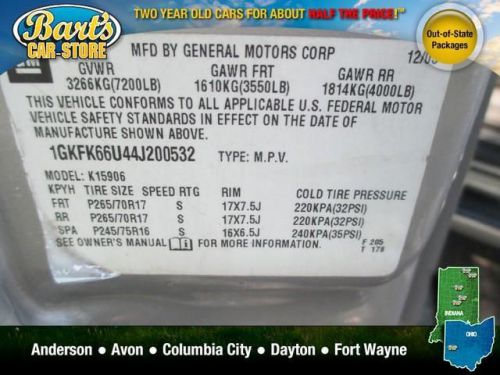 Bart's
CAR-STORE
TWO YEAR OLD CARS FOR ABOUT HALF THE PRICE!
Out-of-State
Packages
GM
MFD BY GENERAL MOTORS CORP
GVWR GAWR FRT GAWR RR
3266KG(7200LB) 1610KG(3550LB) 1814KG(4000LB)
THIS VEHICLE CONFORMS TO ALL APPLICABLE U.S. FEDERAL MOTOR
VEHICLE SAFETY STANDARDS IN EFFECT ON THE DATE OF
MANUFACTURE SHOWN ABOVE.
1GKFK66U44J200532 TYPE: M.P.V.
MODEL: K15906
KPYH TIRE SIZE SPEED RTG RIM COLD TIRE PRESSURE
FRT P265/70R17 S 17X7.5J 220KPA(32PSI)
RR P265/70R17 S 17X7.5J 220KPA(32PSI)
SPA P245/75R16 S 16X6.5J 240KPA(35PSI)
SEE OWNER'S MANUAL FOR MORE INFORMATION
INDIANA
OHIO
Anderson • Avon • Columbia City • Dayton • Fort Wayne